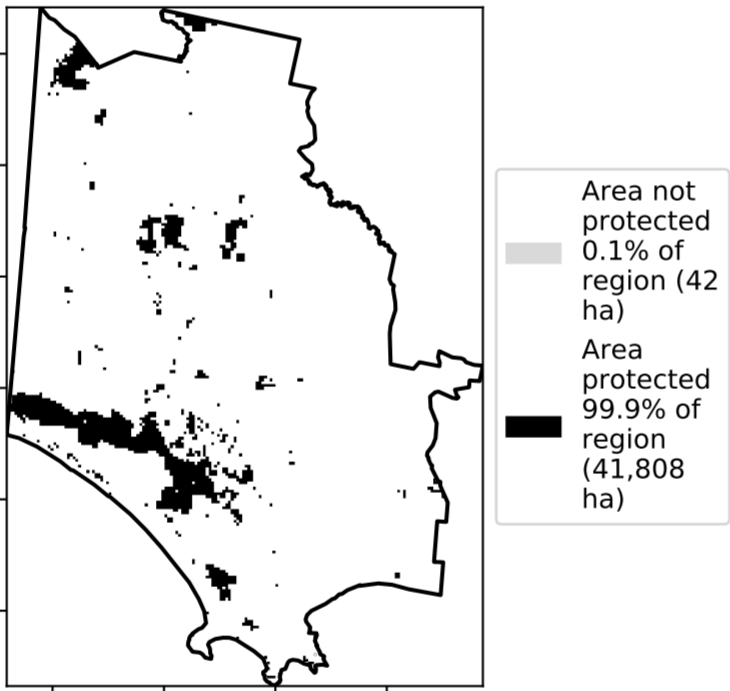 Area not
protected
0.1% of
region (42
ha)
Area
protected
99.9% of
region
(41,808
ha)